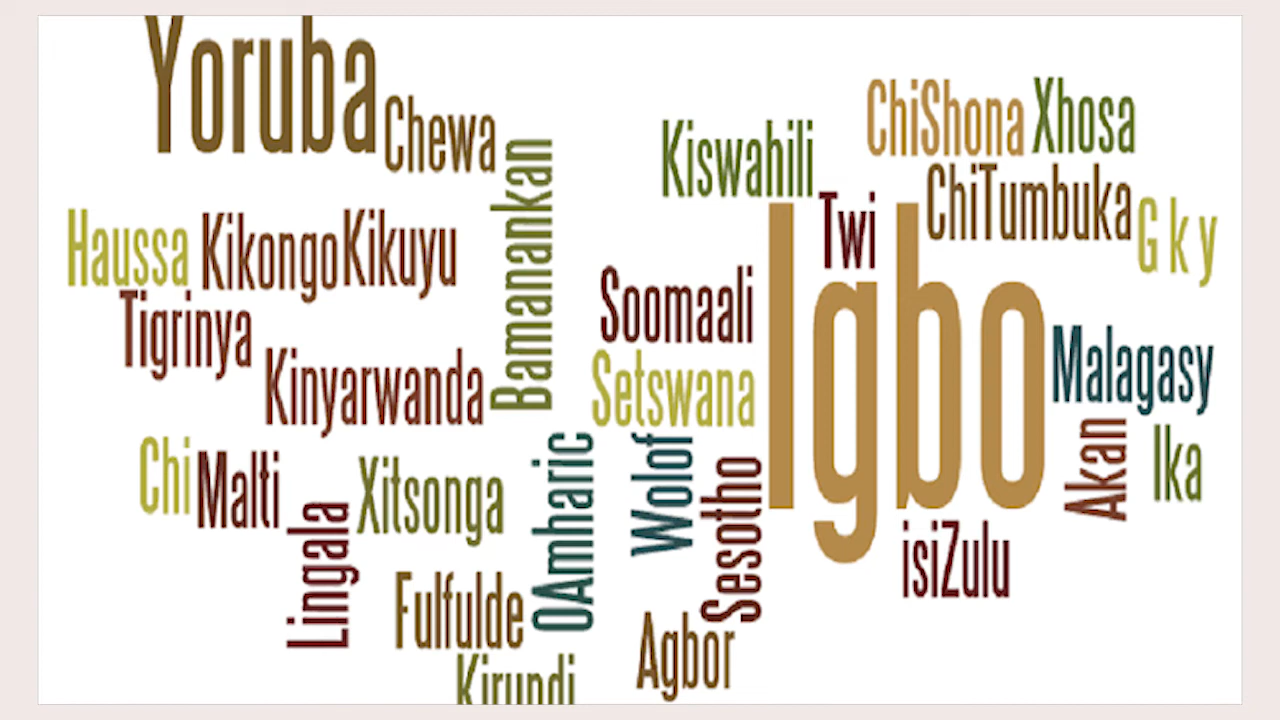 Yoruba
Chewa
Bamanankan
Kiswahili
ChiShona
Xhosa
ChiTumbuka
Twi
G k y
Haussa
Kikongo
Kikuyu
Tigrinya
Kinyarwanda
Soomaali
Setswana
Igbo
Malagasy
Akan
Ika
Chi
Malti
Lingala
Xitsonga
OAmharic
Wolof
Sesotho
isiZulu
Fulfulde
Agbor
Kirundi